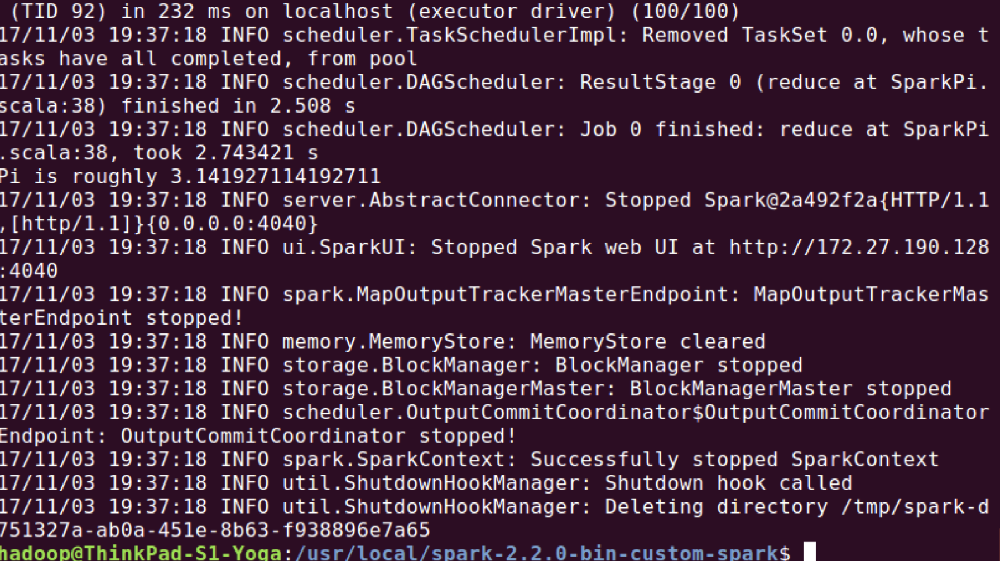 (TID 92) in 232 ms on localhost (executor driver) (100/100)
17/11/03 19:37:18 INFO scheduler.TaskSchedulerImpl: Removed TaskSet 0.0, whose t
asks have all completed, from pool
17/11/03 19:37:18 INFO scheduler.DAGScheduler: ResultStage 0 (reduce at SparkPi.
scala:38) finished in 2.508 s
17/11/03 19:37:18 INFO scheduler.DAGScheduler: Job 0 finished: reduce at SparkPi
.scala:38, took 2.743421 s
Pi is roughly 3.141927114192711
17/11/03 19:37:18 INFO server.AbstractConnector: Stopped Spark@2a492f2a{HTTP/1.1
,[http/1.1]}{0.0.0.0:4040}
17/11/03 19:37:18 INFO ui.SparkUI: Stopped Spark web UI at http://172.27.190.128
:4040
17/11/03 19:37:18 INFO spark.MapOutputTrackerMasterEndpoint: MapOutputTrackerMas
terEndpoint stopped!
17/11/03 19:37:18 INFO memory.MemoryStore: MemoryStore cleared
17/11/03 19:37:18 INFO storage.BlockManager: BlockManager stopped
17/11/03 19:37:18 INFO storage.BlockManagerMaster: BlockManagerMaster stopped
17/11/03 19:37:18 INFO scheduler.OutputCommitCoordinator$OutputCommitCoordinator
Endpoint: OutputCommitCoordinator stopped!
17/11/03 19:37:18 INFO spark.SparkContext: Successfully stopped SparkContext
17/11/03 19:37:18 INFO util.ShutdownHookManager: Shutdown hook called
17/11/03 19:37:18 INFO util.ShutdownHookManager: Deleting directory /tmp/spark-d
751327a-ab0a-451e-8b63-f938896e7a65
hadoop@ThinkPad-S1-Yoga:/usr/local/spark-2.2.0-bin-custom-spark$